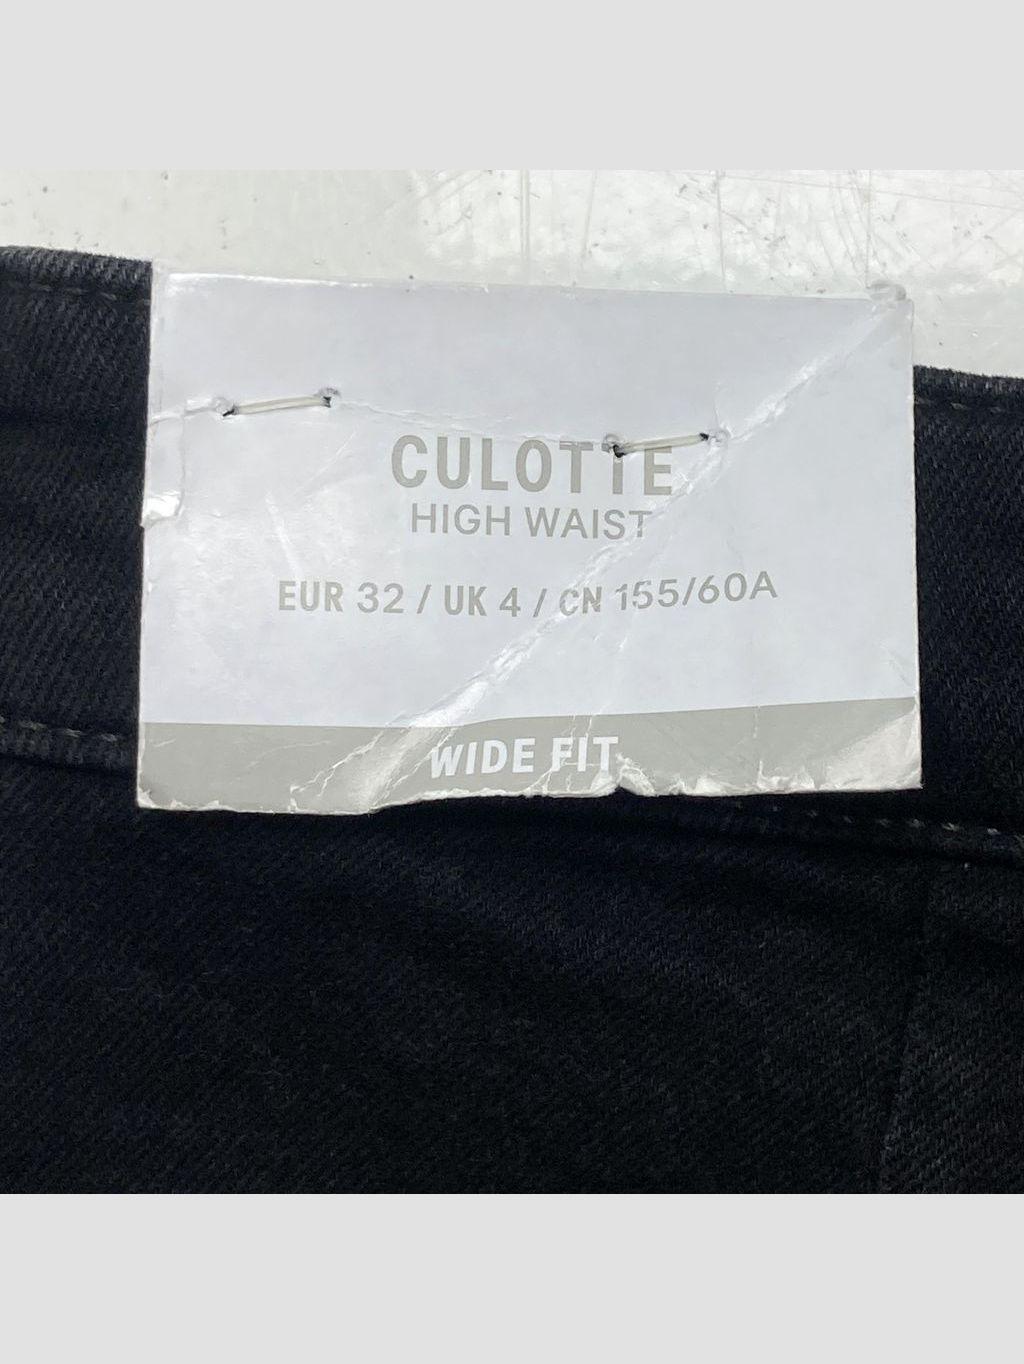 CULOTTE
HIGH WAIST
EUR 32 / UK 4 / CN 155/60A
WIDE FIT